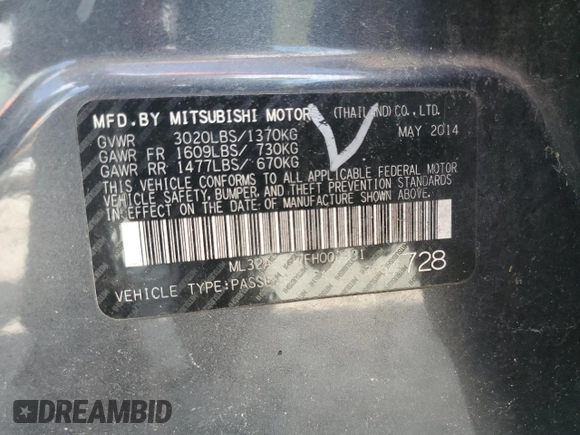 MFD.BY MITSUBISHI MOTOR (THAILAND) CO., LTD.
GVWR 3020LBS/1370KG MAY 2014
GAWR FR 1609LBS/ 730KG
GAWR RR 1477LBS/ 670KG
THIS VEHICLE CONFORMS TO ALL APPLICABLE FEDERAL MOTOR
VEHICLE SAFETY, BUMPER, AND THEFT PREVENTION STANDARDS
IN EFFECT ON THE DATE OF MANUFACTURE SHOWN ABOVE.
728
VEHICLE TYPE:
DREAMBID